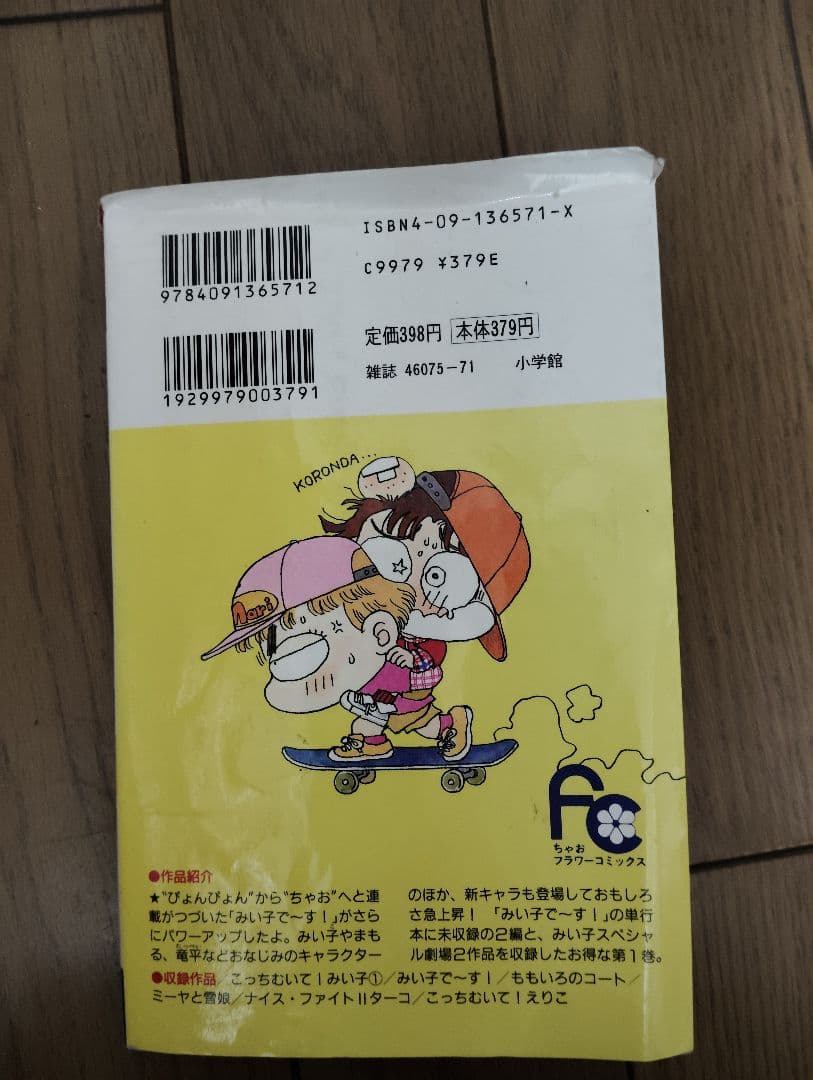 ISBN4-09-136571-X
C9979 ¥379E
9784091365712
定価398円 本体379円
雑誌 46075-71 小学館
1929979003791
KORONDA...
Nari
FC
ちゃお
フラワーコミックス
●作品紹介
★"ぴょんぴょん"から"ちゃお"へと連
載がつづいた「みい子で〜す!」がさら
にパワーアップしたよ。みい子やまも
る、竜平などおなじみのキャラクター
のほか、新キャラも登場しておもしろ
さ急上昇! 「みい子で〜す!」の単行
本に未収録の2編と、みい子スペシャ
ル劇場2作品を収録したお得な第1巻。
●収録作品/こっちむいて!みい子①/みい子で〜す!/ももいろのコート/
ミーヤと雪娘/ナイス・ファイト!!ターコ/こっちむいて!えりこ